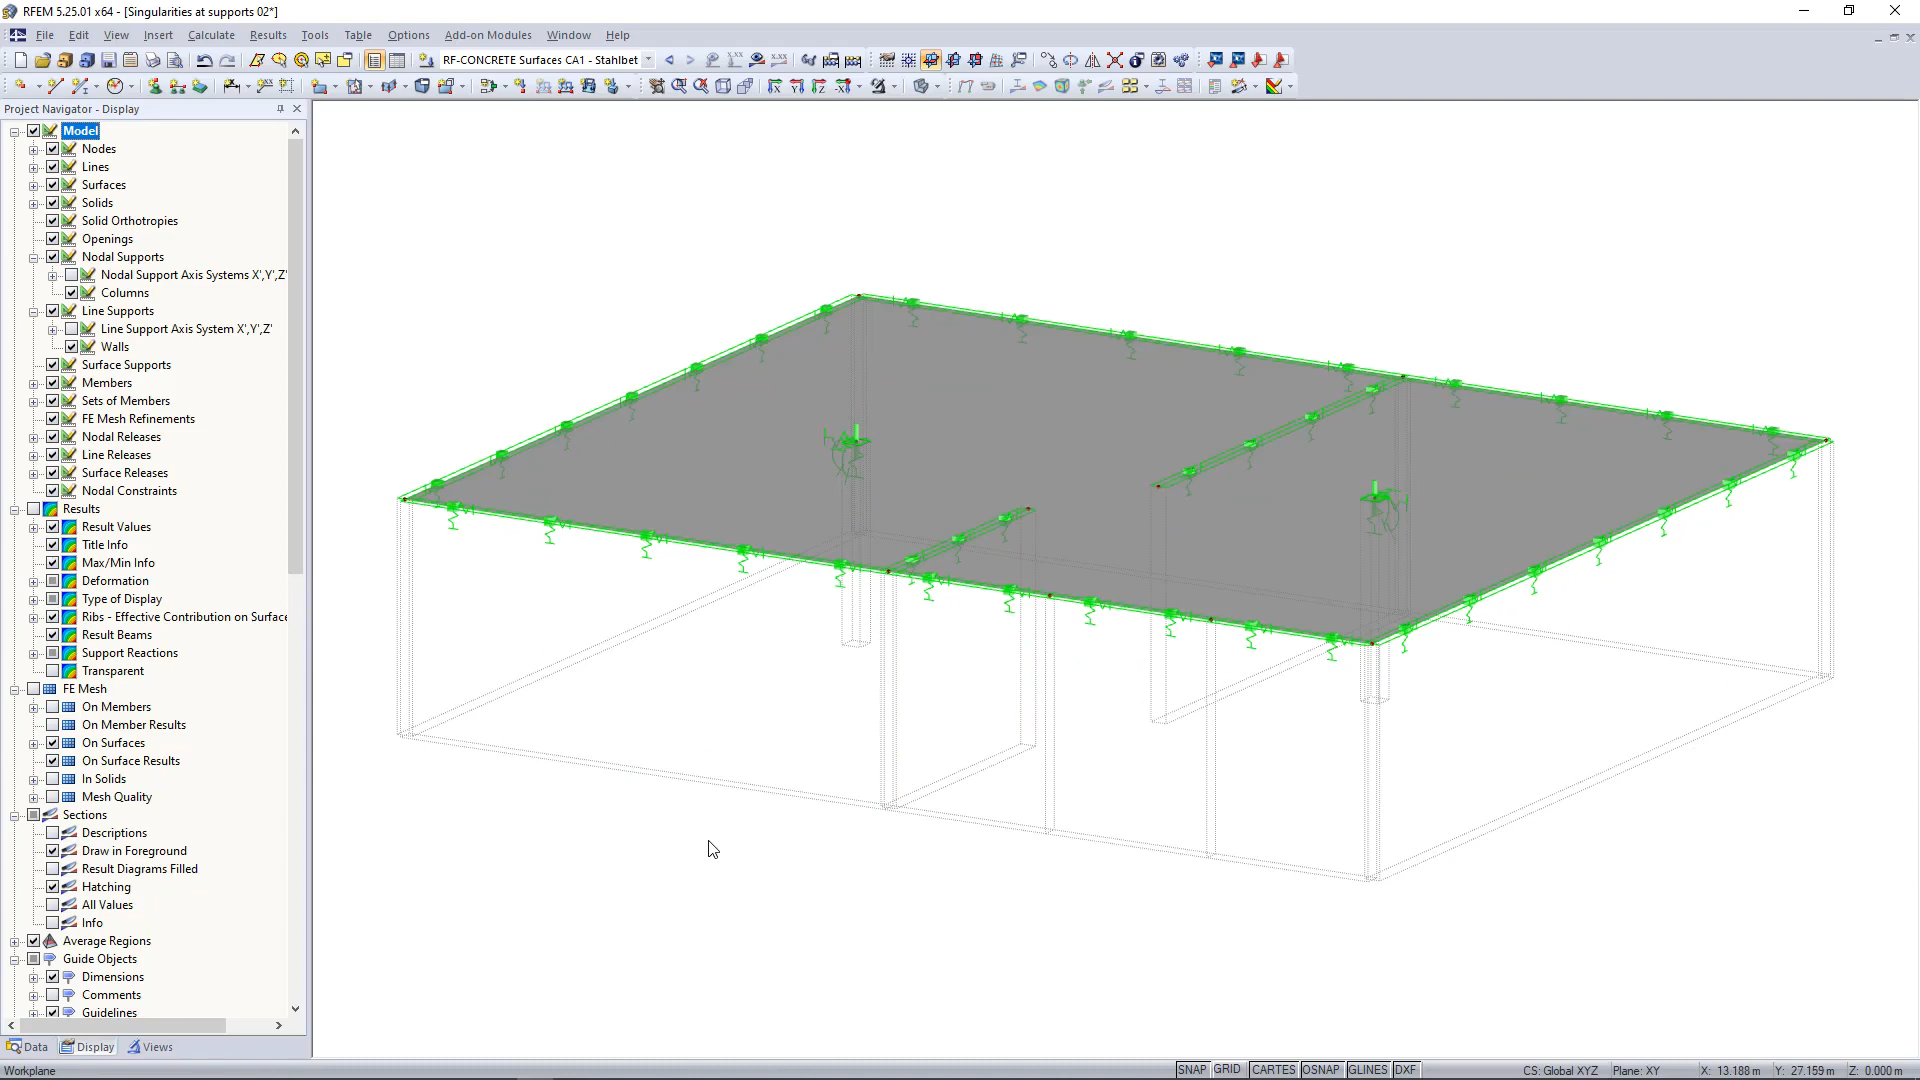 RFEM 5.25.01 x64 - [Singularities at supports 02*]
File Edit View Insert Calculate Results Tools Table Options Add-on Modules Window Help
RF-CONCRETE Surfaces CA1 - Stahlbet
Project Navigator - Display
Model
Nodes
Lines
Surfaces
Solids
Solid Orthotropies
Openings
Nodal Supports
Nodal Support Axis Systems X',Y',Z'
Columns
Line Supports
Line Support Axis System X',Y',Z'
Walls
Surface Supports
Members
Sets of Members
FE Mesh Refinements
Nodal Releases
Line Releases
Surface Releases
Nodal Constraints
Results
Result Values
Title Info
Max/Min Info
Deformation
Type of Display
Ribs - Effective Contribution on Surface
Result Beams
Support Reactions
Transparent
FE Mesh
On Members
On Member Results
On Surfaces
On Surface Results
In Solids
Mesh Quality
Sections
Descriptions
Draw in Foreground
Result Diagrams Filled
Hatching
All Values
Info
Average Regions
Guide Objects
Dimensions
Comments
Guidelines
Data Display Views
Workplane SNAP GRID CARTES OSNAP GLINES DXF CS: Global XYZ Plane: XY X: 13.188 m Y: 27.159 m Z: 0.000 m